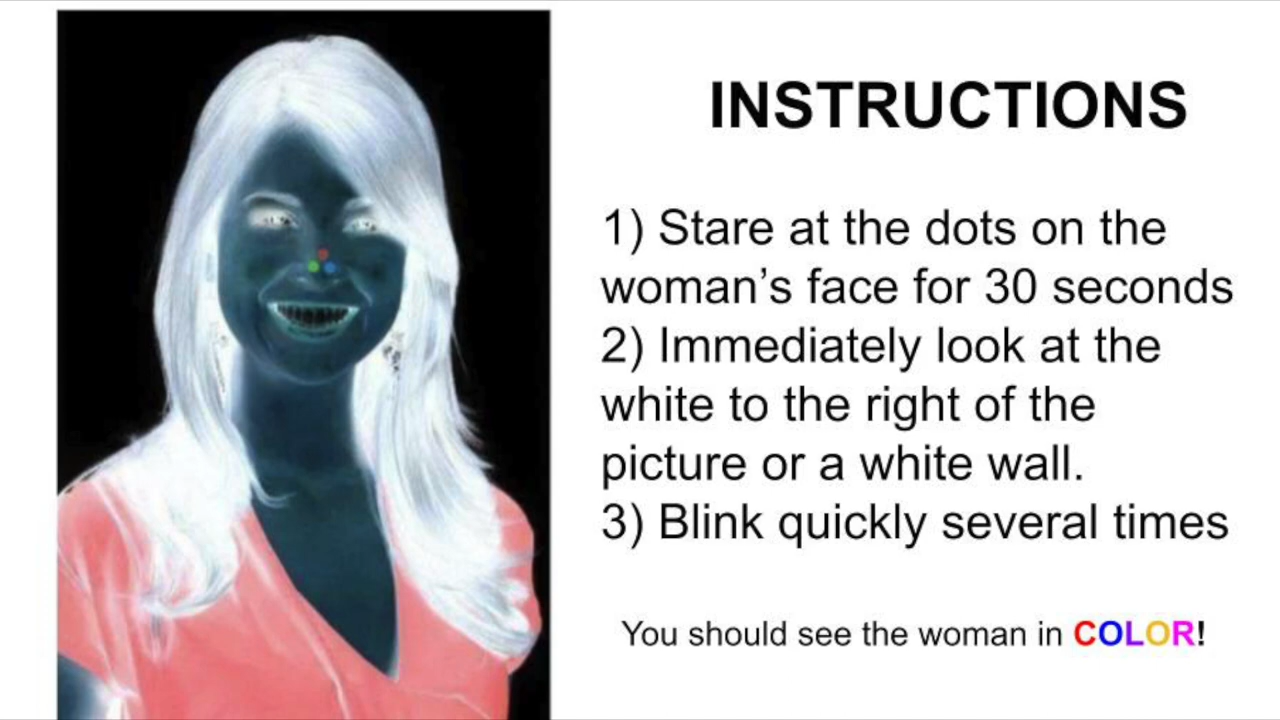 INSTRUCTIONS
1) Stare at the dots on the
woman’s face for 30 seconds
2) Immediately look at the
white to the right of the
picture or a white wall.
3) Blink quickly several times
You should see the woman in COLOR!